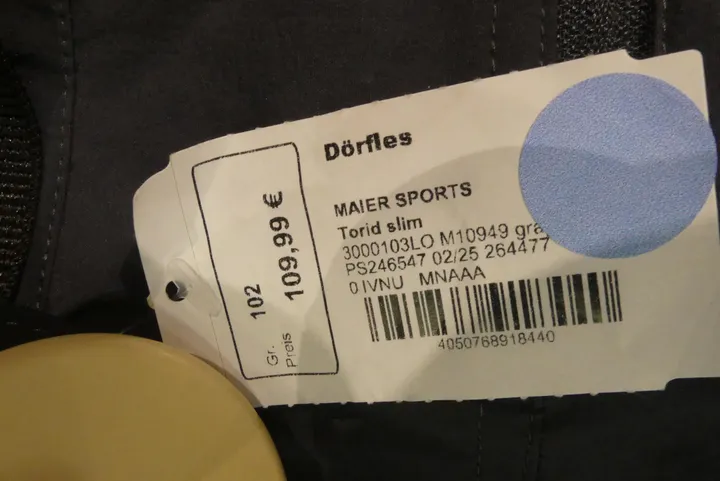 Dörfles
MAIER SPORTS
Torid slim
3000103LO M10949
PS246547 02/25 264477
0 IVNU MNAAA
4050768918440
Gr. 102
Preis 109,99 €